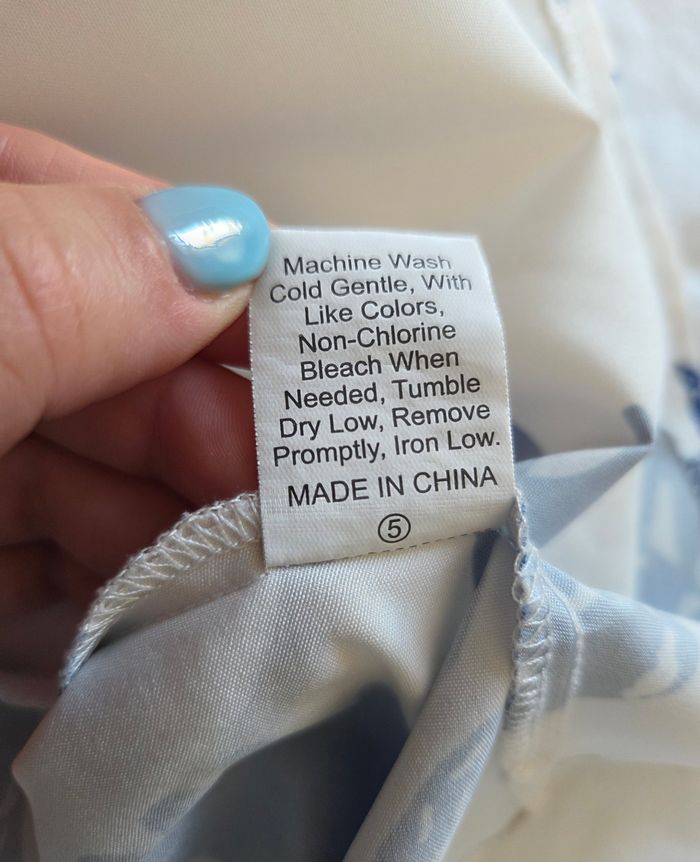 Machine Wash
Cold Gentle, With
Like Colors,
Non-Chlorine
Bleach When
Needed, Tumble
Dry Low, Remove
Promptly, Iron Low.
MADE IN CHINA
⑤